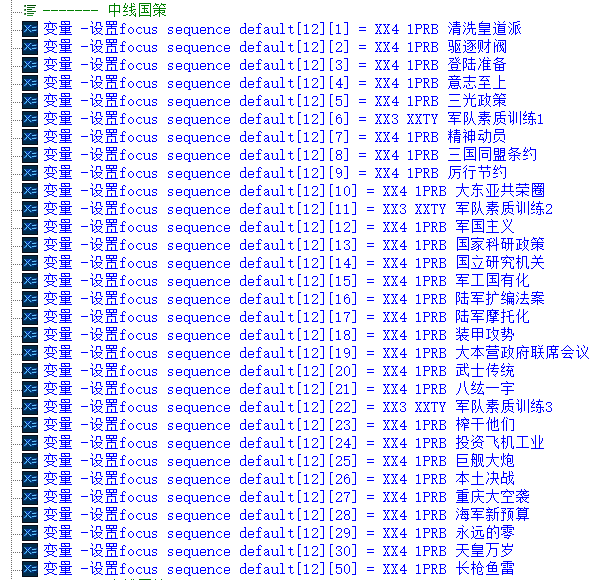 ------- 中线国策
变量 -设置focus sequence default[12][1] = XX4 1PRB 清洗皇道派
变量 -设置focus sequence default[12][2] = XX4 1PRB 驱逐财阀
变量 -设置focus sequence default[12][3] = XX4 1PRB 登陆准备
变量 -设置focus sequence default[12][4] = XX4 1PRB 意志至上
变量 -设置focus sequence default[12][5] = XX4 1PRB 三光政策
变量 -设置focus sequence default[12][6] = XX3 XXTY 军队素质训练1
变量 -设置focus sequence default[12][7] = XX4 1PRB 精神动员
变量 -设置focus sequence default[12][8] = XX4 1PRB 三国同盟条约
变量 -设置focus sequence default[12][9] = XX4 1PRB 厉行节约
变量 -设置focus sequence default[12][10] = XX4 1PRB 大东亚共荣圈
变量 -设置focus sequence default[12][11] = XX3 XXTY 军队素质训练2
变量 -设置focus sequence default[12][12] = XX4 1PRB 军国主义
变量 -设置focus sequence default[12][13] = XX4 1PRB 国家科研政策
变量 -设置focus sequence default[12][14] = XX4 1PRB 国立研究机关
变量 -设置focus sequence default[12][15] = XX4 1PRB 军工国有化
变量 -设置focus sequence default[12][16] = XX4 1PRB 陆军扩编法案
变量 -设置focus sequence default[12][17] = XX4 1PRB 陆军摩托化
变量 -设置focus sequence default[12][18] = XX4 1PRB 装甲攻势
变量 -设置focus sequence default[12][19] = XX4 1PRB 大本营政府联席会议
变量 -设置focus sequence default[12][20] = XX4 1PRB 武士传统
变量 -设置focus sequence default[12][21] = XX4 1PRB 八纮一宇
变量 -设置focus sequence default[12][22] = XX3 XXTY 军队素质训练3
变量 -设置focus sequence default[12][23] = XX4 1PRB 榨干他们
变量 -设置focus sequence default[12][24] = XX4 1PRB 投资飞机工业
变量 -设置focus sequence default[12][25] = XX4 1PRB 巨舰大炮
变量 -设置focus sequence default[12][26] = XX4 1PRB 本土决战
变量 -设置focus sequence default[12][27] = XX4 1PRB 重庆大空袭
变量 -设置focus sequence default[12][28] = XX4 1PRB 海军新预算
变量 -设置focus sequence default[12][29] = XX4 1PRB 永远的零
变量 -设置focus sequence default[12][30] = XX4 1PRB 天皇万岁
变量 -设置focus sequence default[12][50] = XX4 1PRB 长枪鱼雷